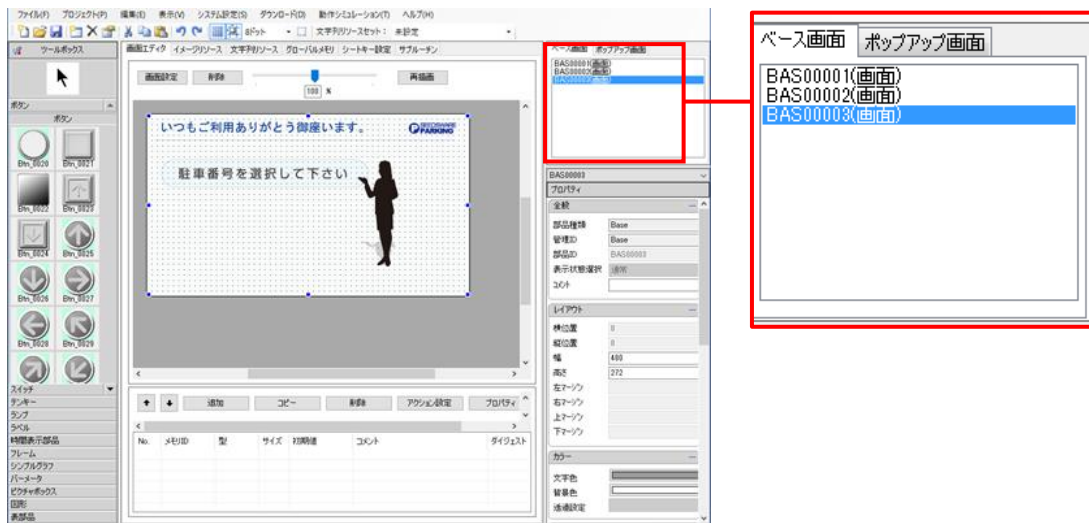 ファイル(F) プロジェクト(P) 編集(E) 表示(V) システム設定(S) ダウンロード(D) 動作シミュレーション(T) ヘルプ(H)
8ドット 文字列リソースセット: 未設定
ツールボックス
ボタン
ボタン
Btn_0020 Btn_0021
Btn_0022 Btn_0023
Btn_0024 Btn_0025
Btn_0026 Btn_0027
Btn_0028 Btn_0029
スイッチ
テンキー
ランプ
ラベル
時間表示部品
フレーム
シンプルグラフ
パーメータ
ピクチャボックス
図形
表部品
画面エディタ イメージリソース 文字列リソース グローバルメモリ シートキー設定 サブルーチン
画面設定 削除 再描画
100 %
いつもご利用ありがとう御座います。
PARKING
駐車番号を選択して下さい
追加 コピー 削除 アクション設定 プロパティ
No. メモリID 型 サイズ 初期値 コメント ダイジェスト
ベース画面 ポップアップ画面
BAS00001(画面)
BAS00002(画面)
BAS00003(画面)
BAS00003
プロパティ
全般
部品種類 Base
管理ID Base
部品ID BAS00003
表示状態選択 通常
コメント
レイアウト
横位置 0
縦位置 0
幅 480
高さ 272
左マージン
右マージン
上マージン
下マージン
カラー
文字色
背景色
透過設定
ベース画面 ポップアップ画面
BAS00001(画面)
BAS00002(画面)
BAS00003(画面)